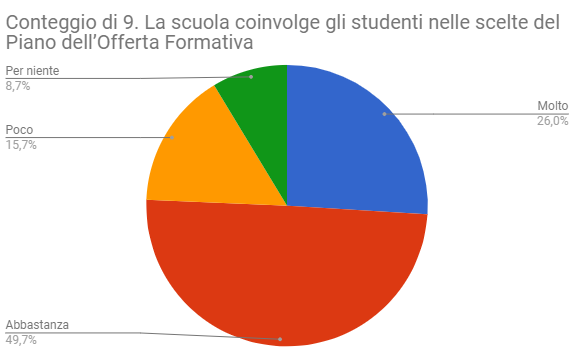 Conteggio di 9. La scuola coinvolge gli studenti nelle scelte del
Piano dell’Offerta Formativa
Per niente
8,7%
Molto
26,0%
Poco
15,7%
Abbastanza
49,7%